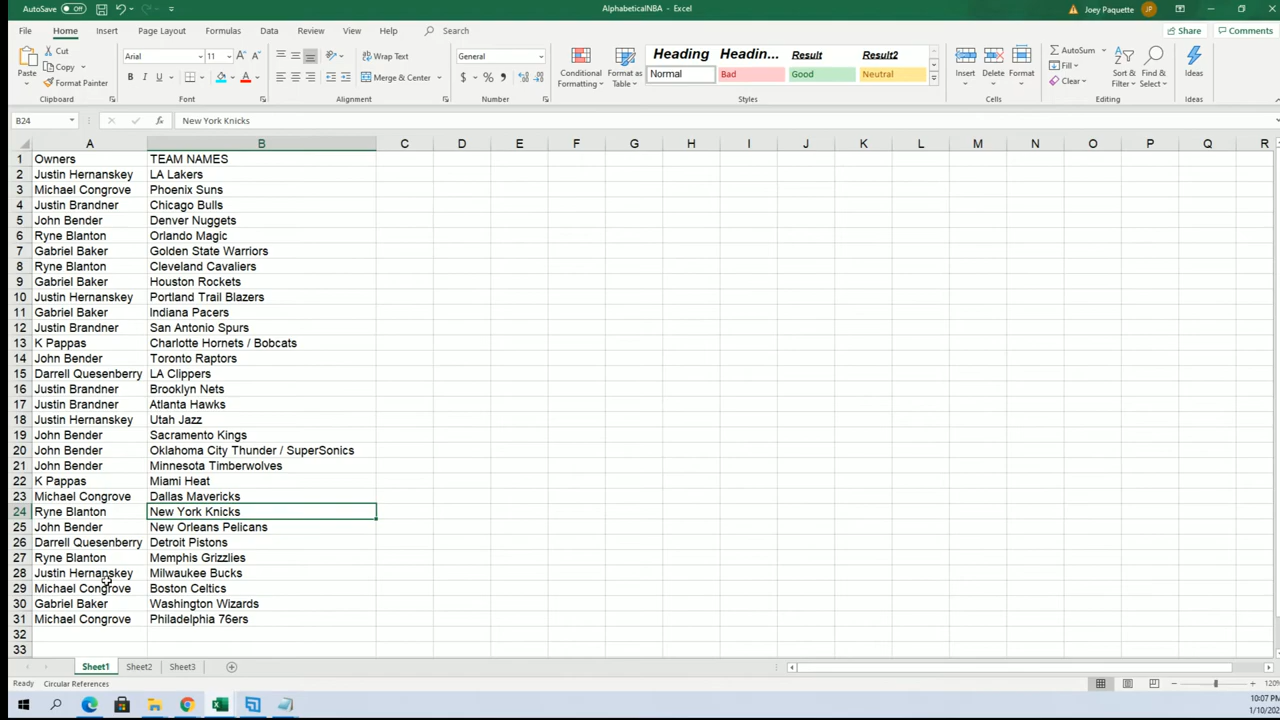 AutoSave Off AlphabeticalNBA - Excel Joey Paquette JP
File Home Insert Page Layout Formulas Data Review View Help Search Share Comments
Paste Cut Copy Format Painter Clipboard
Arial 11 A A B I U A Font
ab Wrap Text Merge & Center Alignment
General $ % , Number
Conditional Formatting Format as Table
Heading Headin... Result Result2
Normal Bad Good Neutral
Styles
Insert Delete Format Cells
AutoSum Fill Clear Sort & Filter Find & Select Editing
Ideas Ideas
B24 fx New York Knicks
A B C D E F G H I J K L M N O P Q R
1 Owners TEAM NAMES
2 Justin Hernanskey LA Lakers
3 Michael Congrove Phoenix Suns
4 Justin Brandner Chicago Bulls
5 John Bender Denver Nuggets
6 Ryne Blanton Orlando Magic
7 Gabriel Baker Golden State Warriors
8 Ryne Blanton Cleveland Cavaliers
9 Gabriel Baker Houston Rockets
10 Justin Hernanskey Portland Trail Blazers
11 Gabriel Baker Indiana Pacers
12 Justin Brandner San Antonio Spurs
13 K Pappas Charlotte Hornets / Bobcats
14 John Bender Toronto Raptors
15 Darrell Quesenberry LA Clippers
16 Justin Brandner Brooklyn Nets
17 Justin Brandner Atlanta Hawks
18 Justin Hernanskey Utah Jazz
19 John Bender Sacramento Kings
20 John Bender Oklahoma City Thunder / SuperSonics
21 John Bender Minnesota Timberwolves
22 K Pappas Miami Heat
23 Michael Congrove Dallas Mavericks
24 Ryne Blanton New York Knicks
25 John Bender New Orleans Pelicans
26 Darrell Quesenberry Detroit Pistons
27 Ryne Blanton Memphis Grizzlies
28 Justin Hernanskey Milwaukee Bucks
29 Michael Congrove Boston Celtics
30 Gabriel Baker Washington Wizards
31 Michael Congrove Philadelphia 76ers
32
33
Sheet1 Sheet2 Sheet3
Ready Circular References 120%
10:07 PM
1/10/202